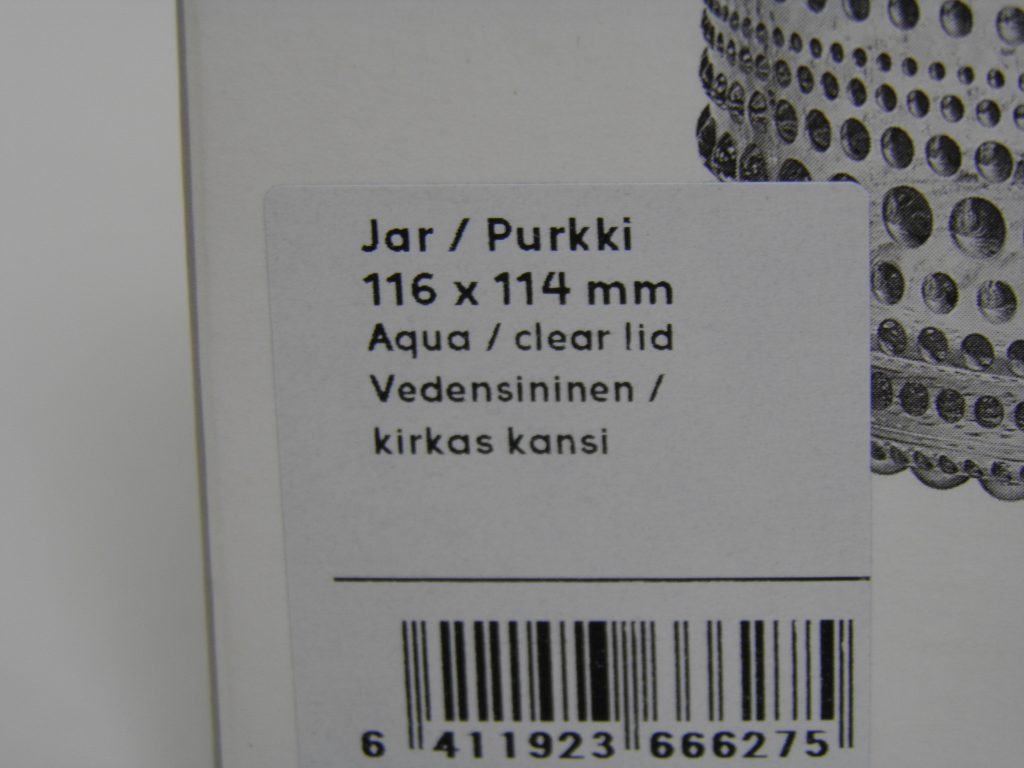 Jar / Purkki
116 x 114 mm
Aqua / clear lid
Vedensininen /
kirkas kansi
6 411923 666275